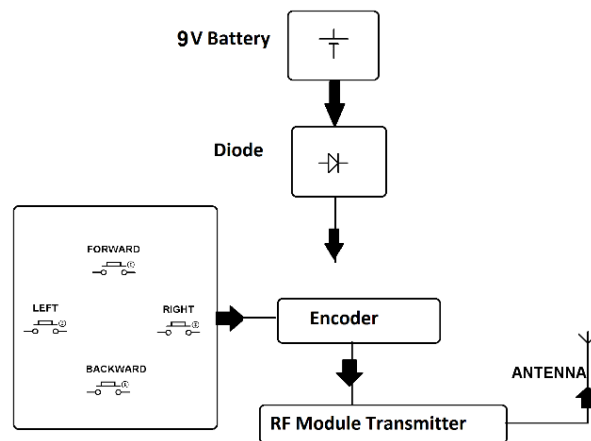 9V Battery
Diode
FORWARD
LEFT
RIGHT
BACKWARD
Encoder
ANTENNA
RF Module Transmitter